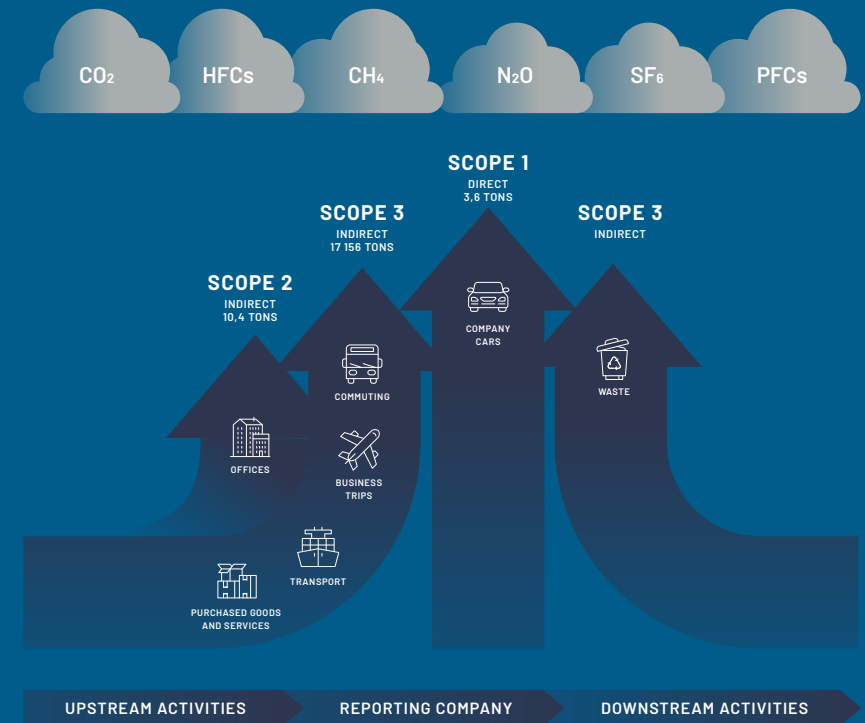 CO₂
HFCs
CH₄
N₂O
SF₆
PFCs
SCOPE 1
DIRECT
3,6 TONS
SCOPE 3
INDIRECT
17 156 TONS
SCOPE 3
INDIRECT
SCOPE 2
INDIRECT
10,4 TONS
COMPANY
CARS
COMMUTING
WASTE
OFFICES
BUSINESS
TRIPS
TRANSPORT
PURCHASED GOODS
AND SERVICES
UPSTREAM ACTIVITIES
REPORTING COMPANY
DOWNSTREAM ACTIVITIES